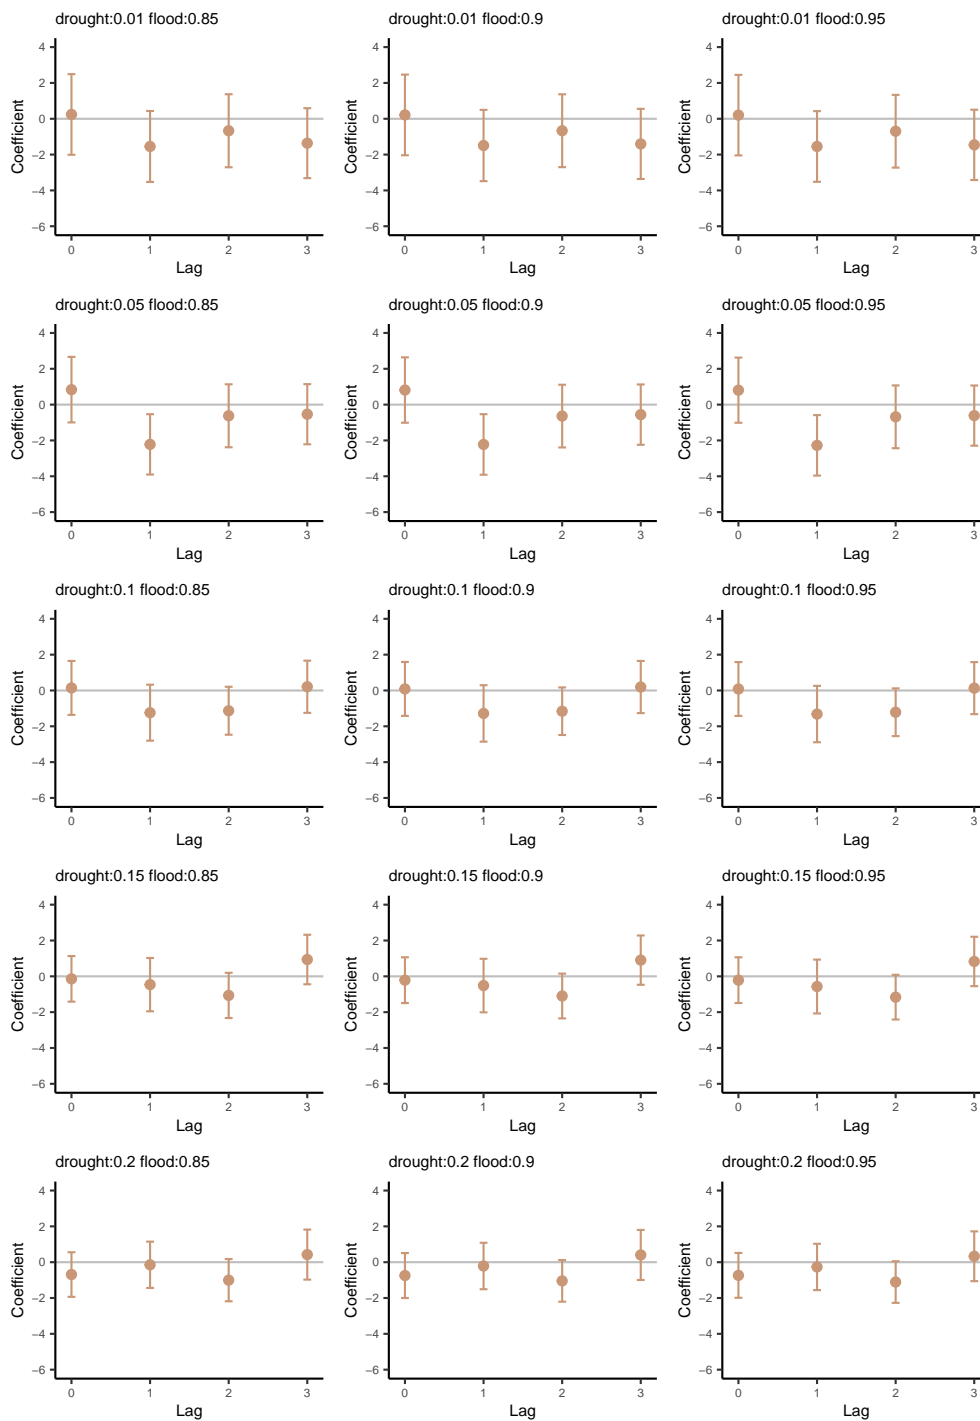 drought:0.01 flood:0.85
drought:0.01 flood:0.9
drought:0.01 flood:0.95
Coefficient
4
2
0
−2
−4
−6
0 1 2 3
Lag
Coefficient
4
2
0
−2
−4
−6
0 1 2 3
Lag
Coefficient
4
2
0
−2
−4
−6
0 1 2 3
Lag
drought:0.05 flood:0.85
drought:0.05 flood:0.9
drought:0.05 flood:0.95
Coefficient
4
2
0
−2
−4
−6
0 1 2 3
Lag
Coefficient
4
2
0
−2
−4
−6
0 1 2 3
Lag
Coefficient
4
2
0
−2
−4
−6
0 1 2 3
Lag
drought:0.1 flood:0.85
drought:0.1 flood:0.9
drought:0.1 flood:0.95
Coefficient
4
2
0
−2
−4
−6
0 1 2 3
Lag
Coefficient
4
2
0
−2
−4
−6
0 1 2 3
Lag
Coefficient
4
2
0
−2
−4
−6
0 1 2 3
Lag
drought:0.15 flood:0.85
drought:0.15 flood:0.9
drought:0.15 flood:0.95
Coefficient
4
2
0
−2
−4
−6
0 1 2 3
Lag
Coefficient
4
2
0
−2
−4
−6
0 1 2 3
Lag
Coefficient
4
2
0
−2
−4
−6
0 1 2 3
Lag
drought:0.2 flood:0.85
drought:0.2 flood:0.9
drought:0.2 flood:0.95
Coefficient
4
2
0
−2
−4
−6
0 1 2 3
Lag
Coefficient
4
2
0
−2
−4
−6
0 1 2 3
Lag
Coefficient
4
2
0
−2
−4
−6
0 1 2 3
Lag